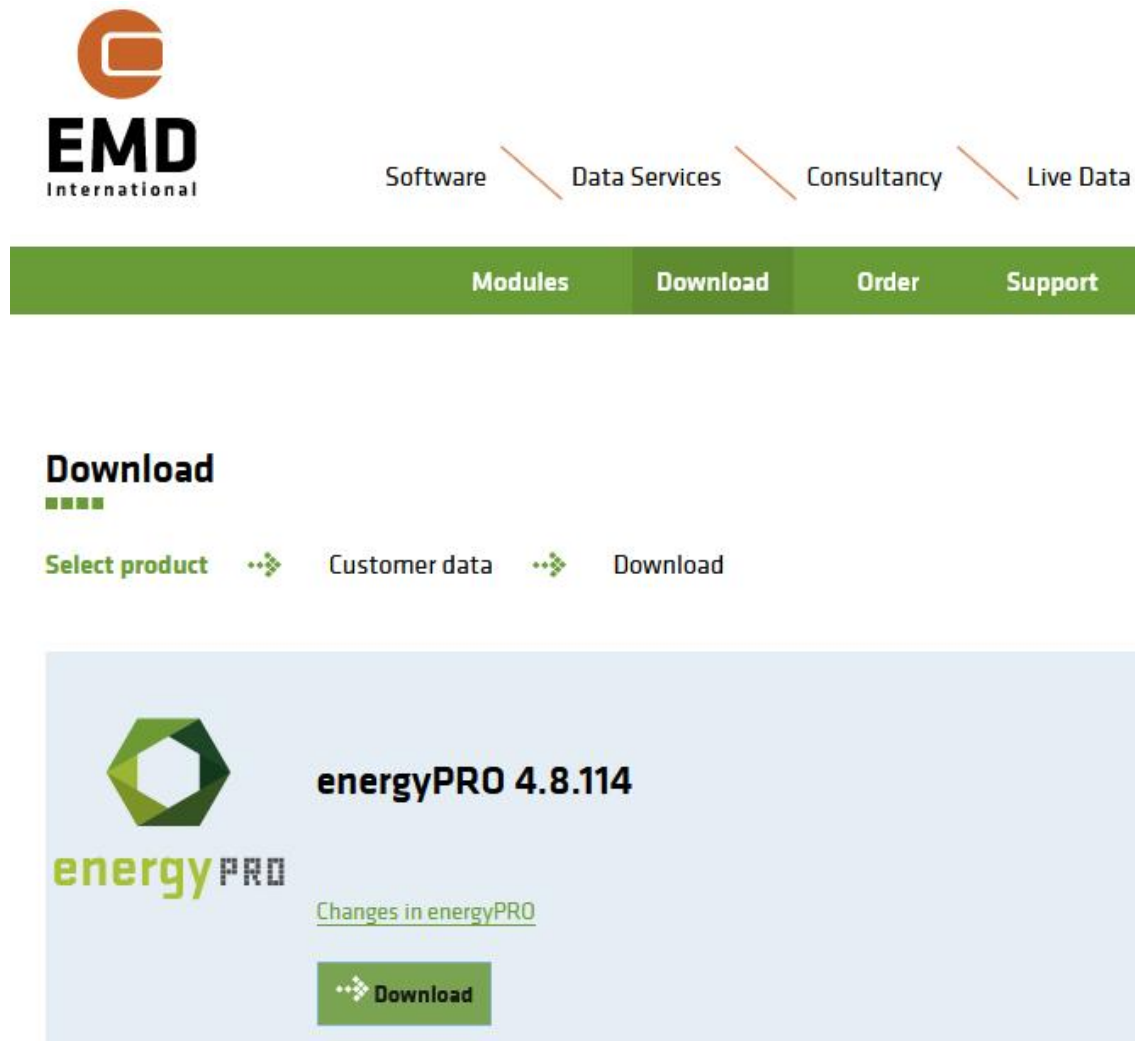 EMD
International
Software Data Services Consultancy Live Data
Modules Download Order Support
Download
Select product Customer data Download
energyPRO 4.8.114
energyPRO
Changes in energyPRO
Download